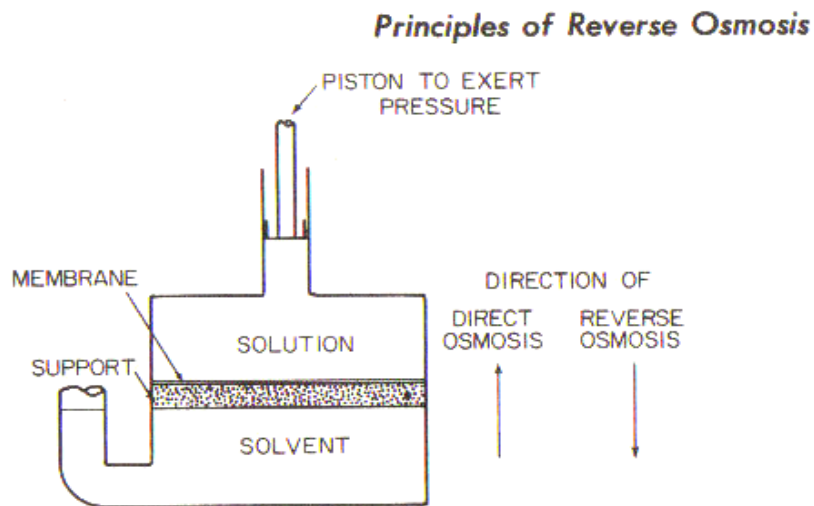 Principles of Reverse Osmosis
PISTON TO EXERT
PRESSURE
MEMBRANE
DIRECTION OF
DIRECT
OSMOSIS
REVERSE
OSMOSIS
SOLUTION
SUPPORT
SOLVENT